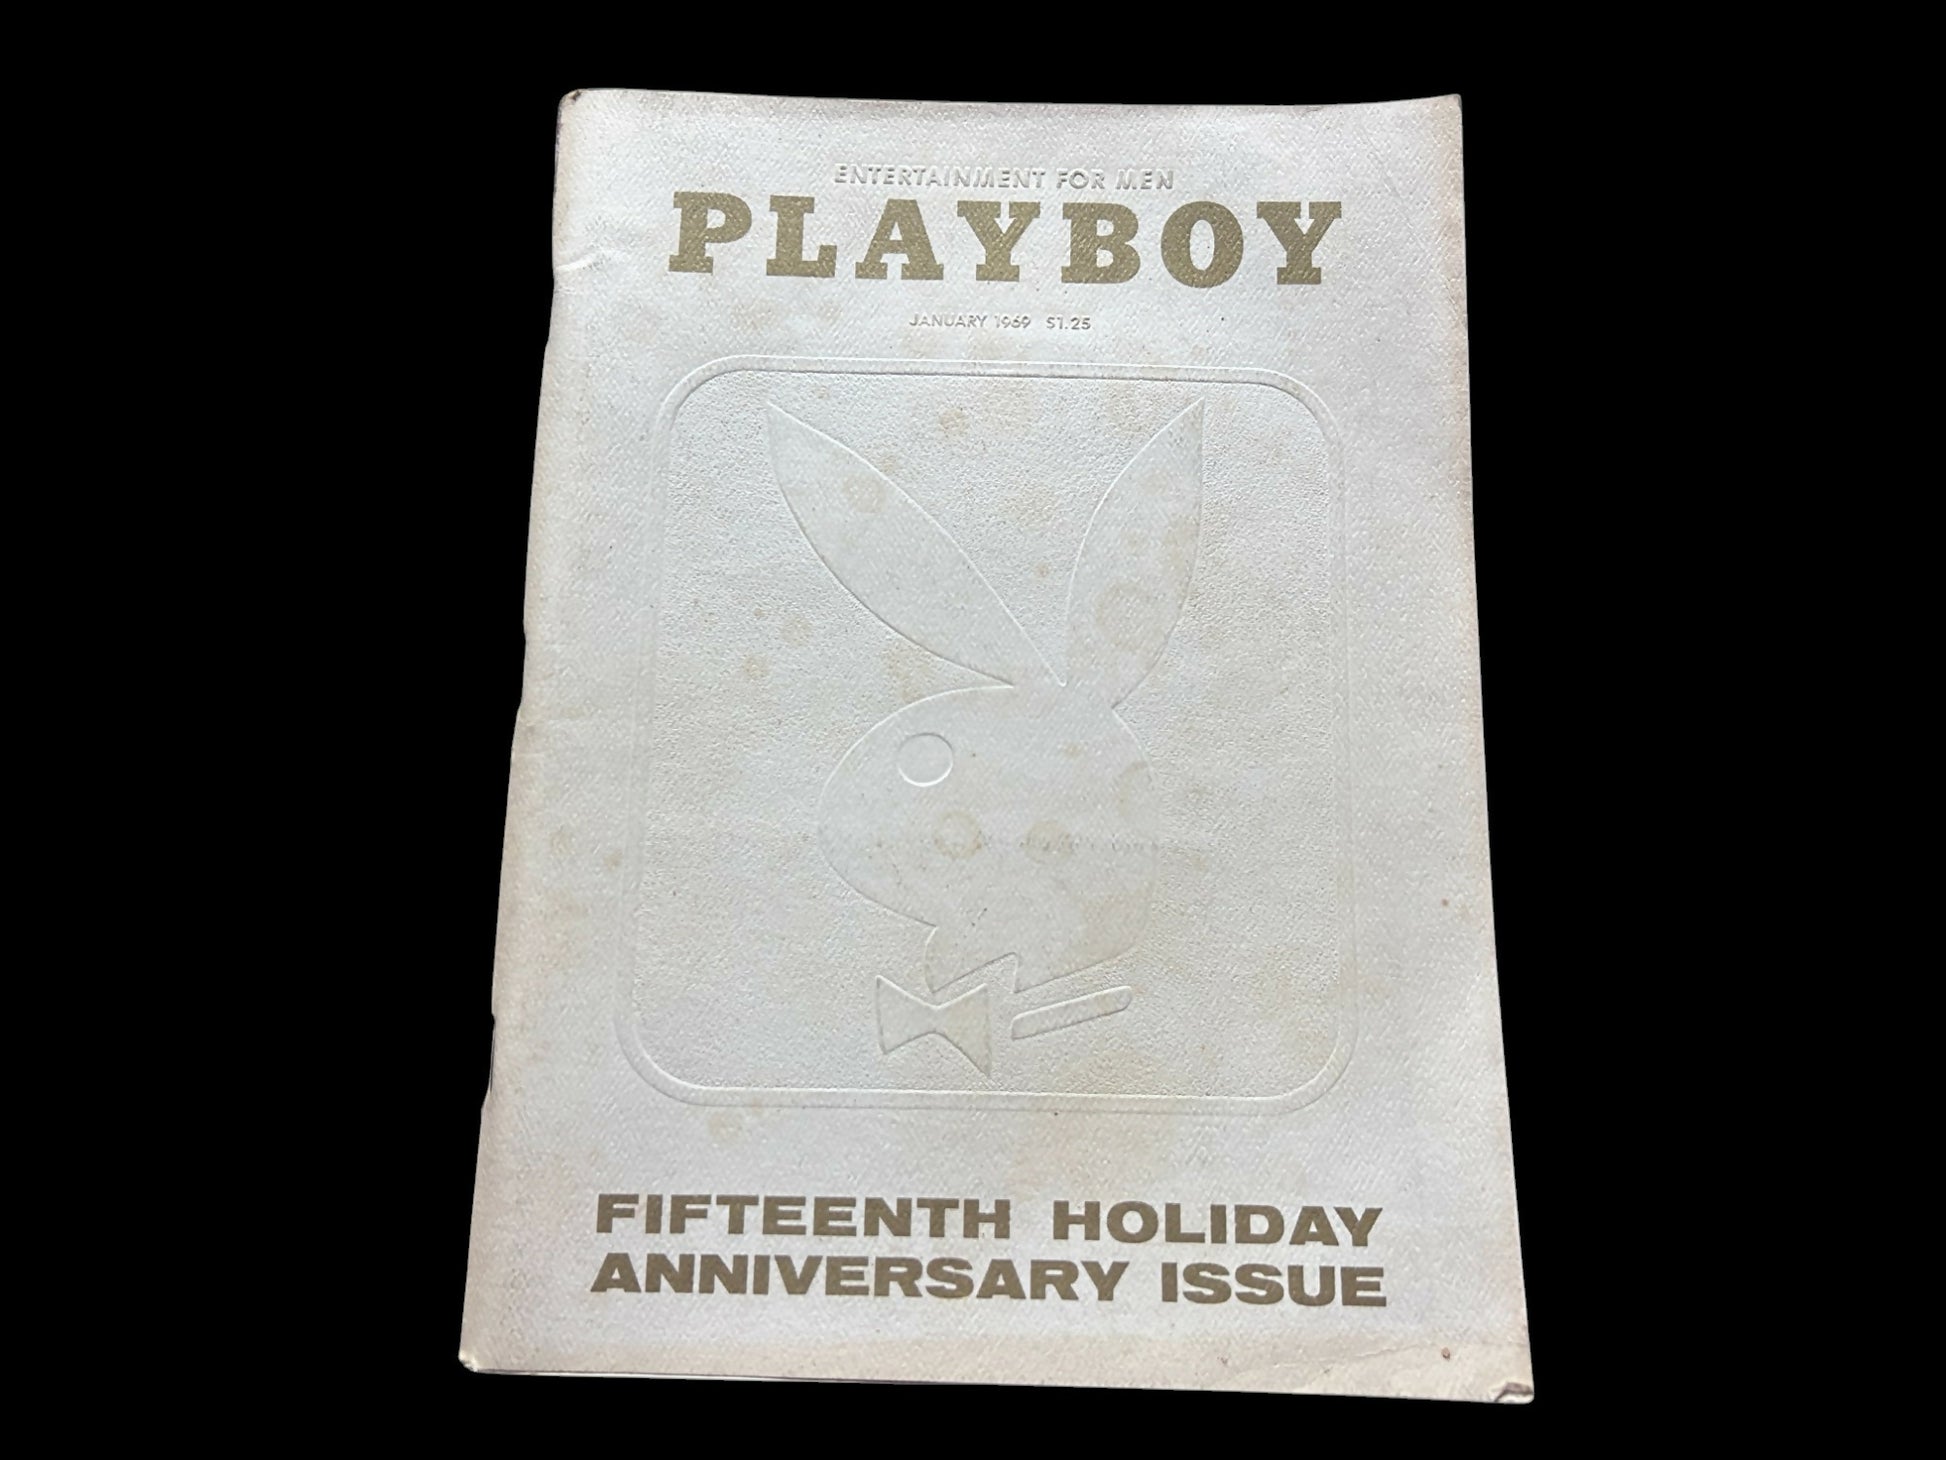 ENTERTAINMENT FOR MEN
PLAYBOY
JANUARY 1969 $1.25
FIFTEENTH HOLIDAY
ANNIVERSARY ISSUE